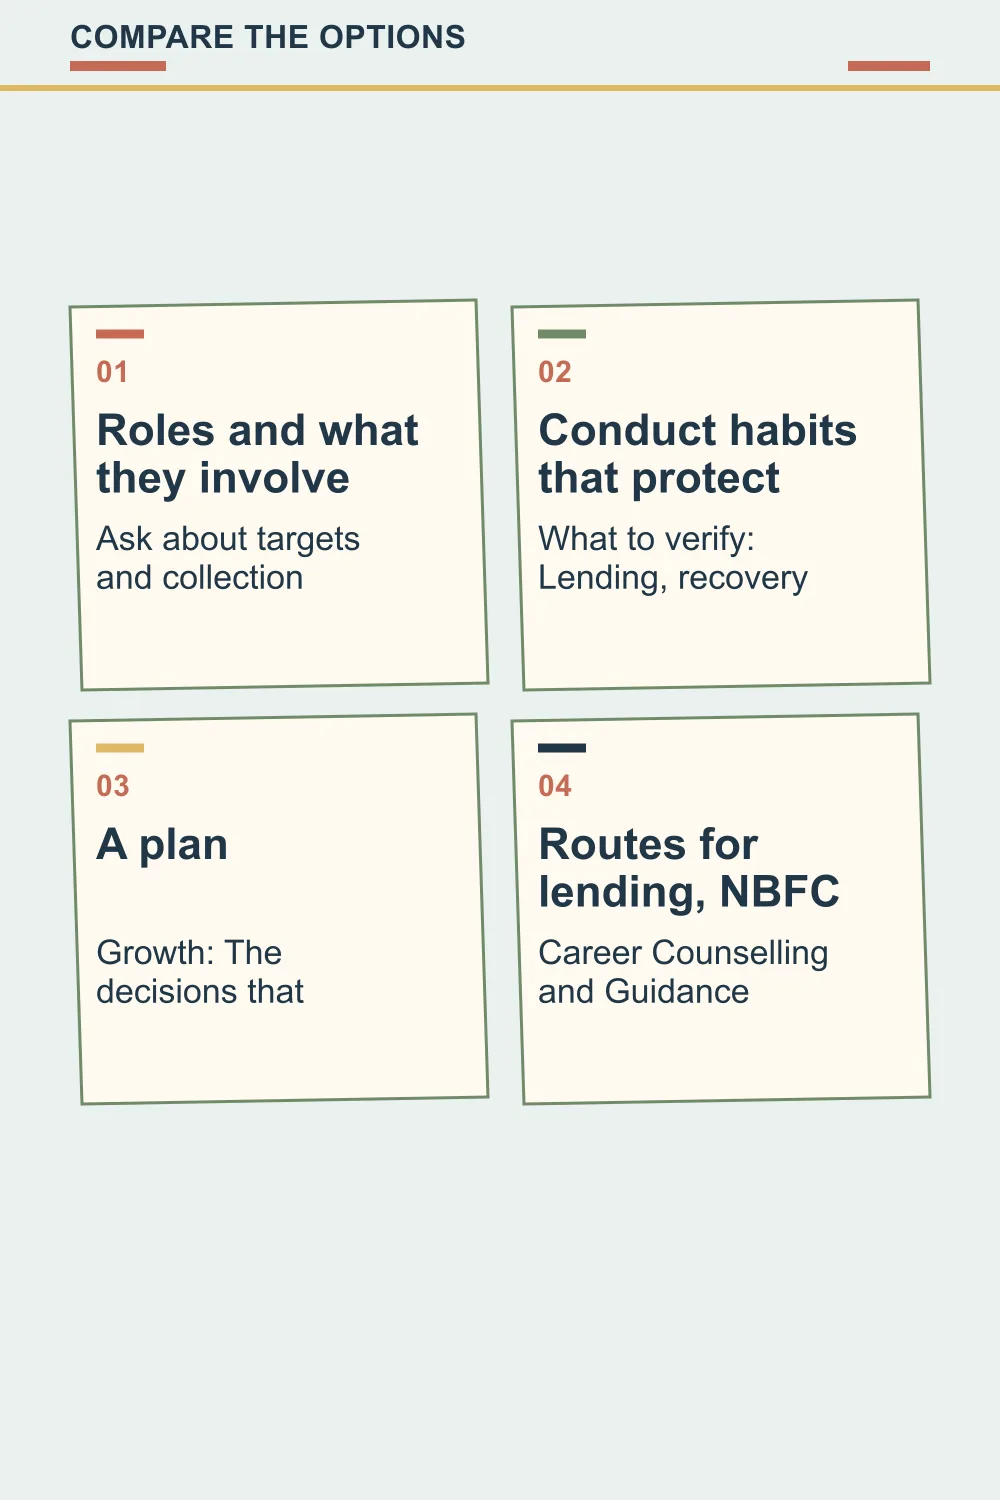 COMPARE THE OPTIONS
01
Roles and what
they involve
Ask about targets
and collection
02
Conduct habits
that protect
What to verify:
Lending, recovery
03
A plan
Growth: The
decisions that
04
Routes for
lending, NBFC
Career Counselling
and Guidance